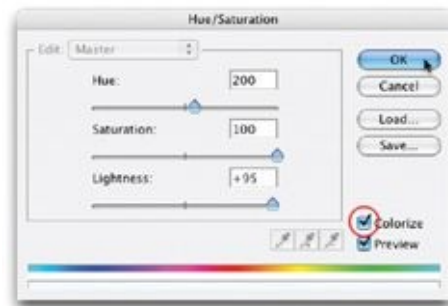 Hue/Saturation
Edit: Master
OK
Hue: 200
Cancel
Saturation: 100
Load...
Save...
Lightness: +95
Colorize
Preview